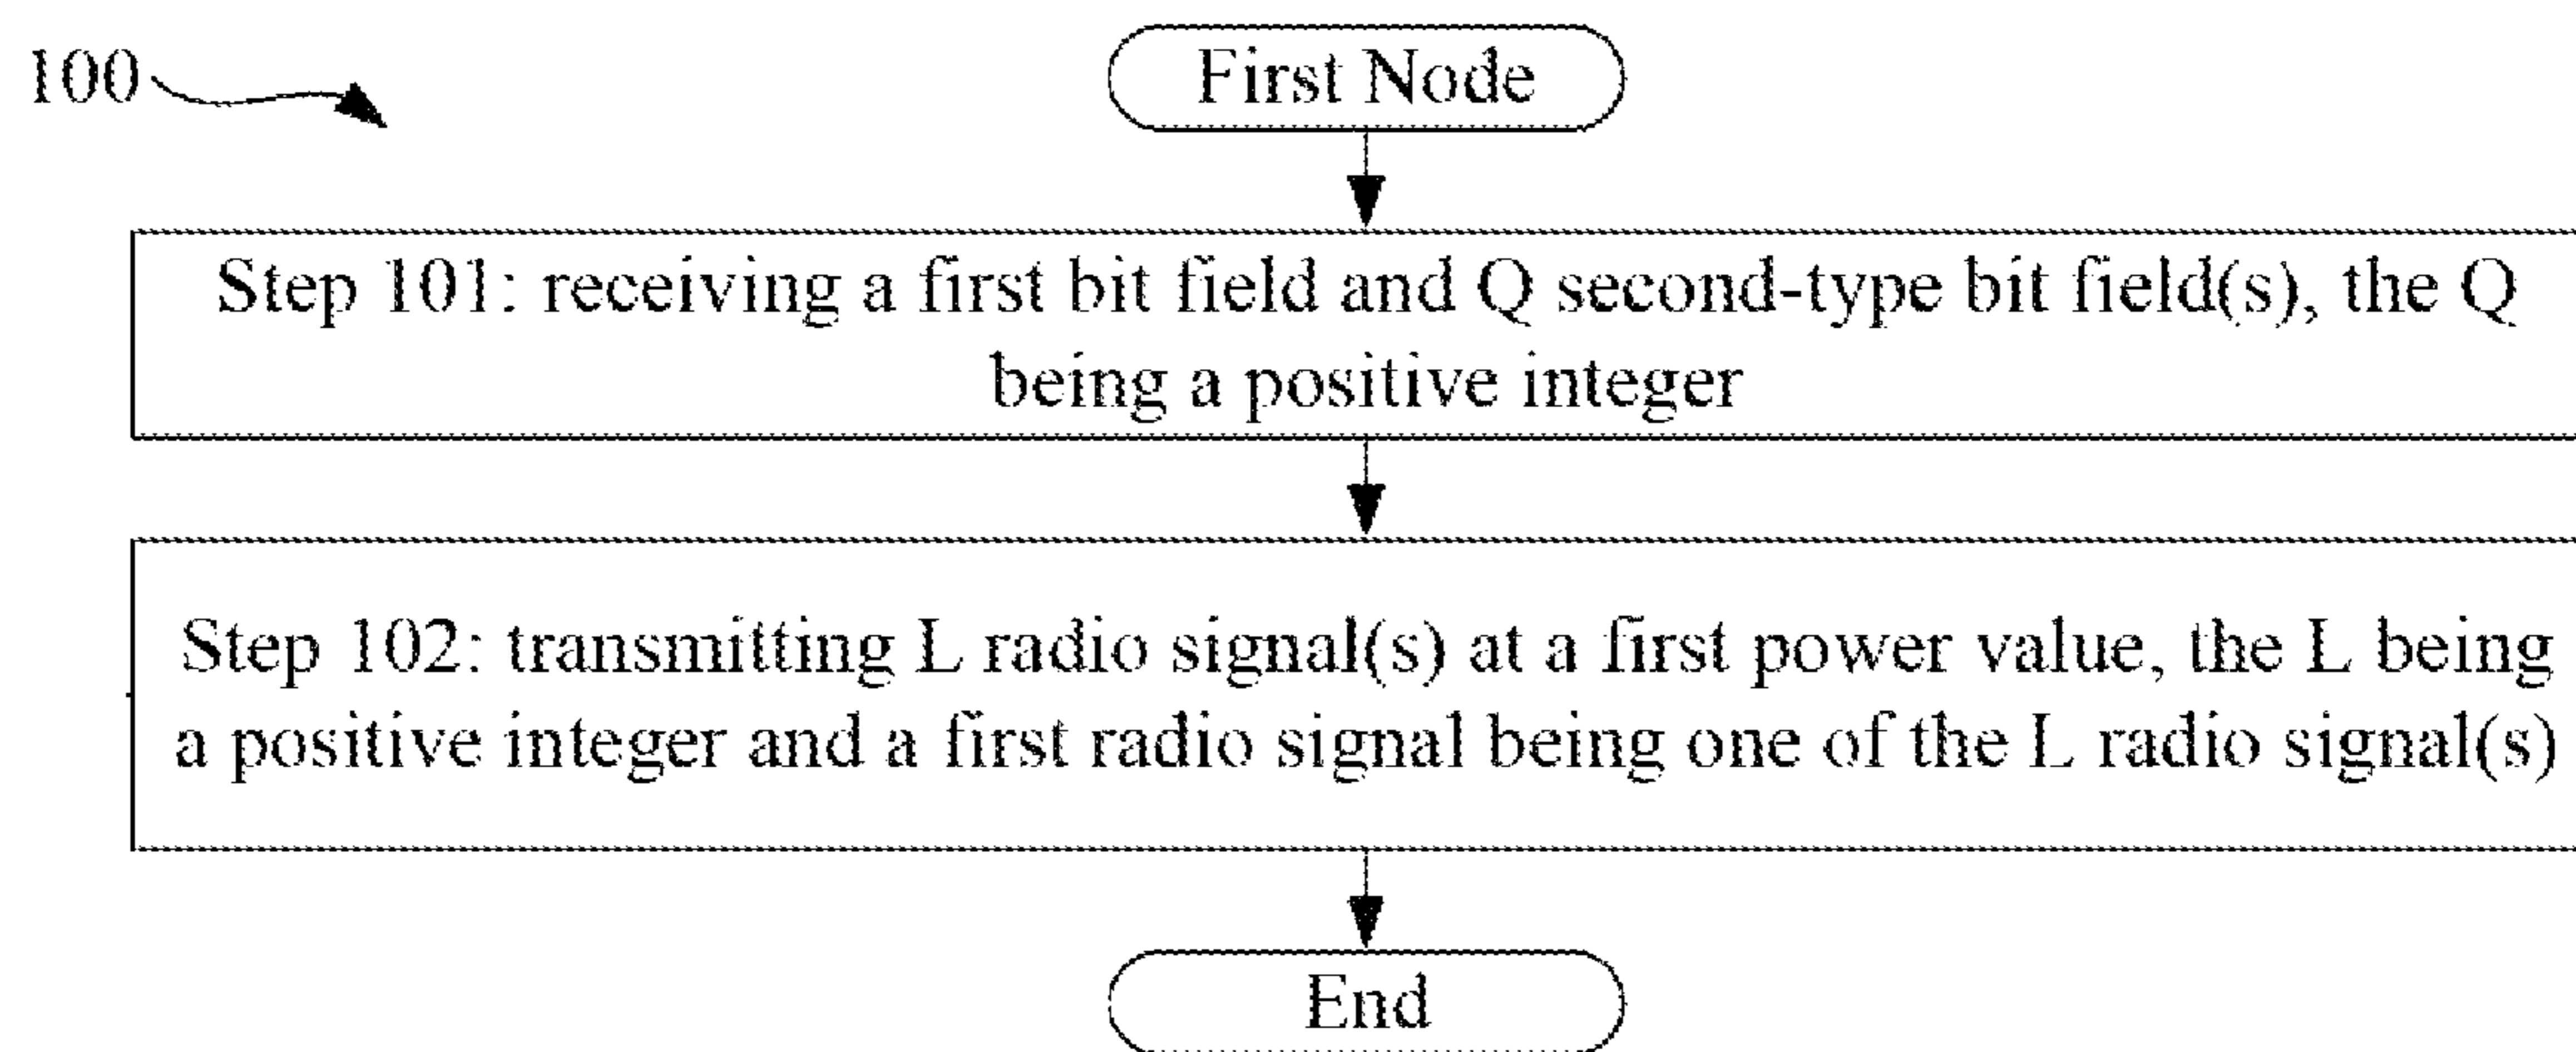 100
First Node
Step 101: receiving a first bit field and Q second-type bit field(s), the Q
being a positive integer
Step 102: transmitting L radio signal(s) at a first power value, the L being
a positive integer and a first radio signal being one of the L radio signal(s)
End